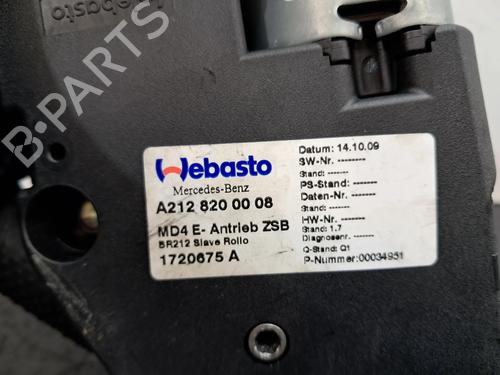 Webasto
B-PARTS
Webasto
Mercedes-Benz
A212 820 00 08
MD4 E- Antrieb ZSB
BR212 Slave Rollo
1720675 A
Datum: 14.10.09
SW-Nr. -------
Stand: -------
PS-Stand: -------
Daten-Nr. -------
Stand: -------
HW-Nr. -------
Stand: 1.7
Diagnosenr. -------
Q-Stand: Q1
P-Nummer:00034951